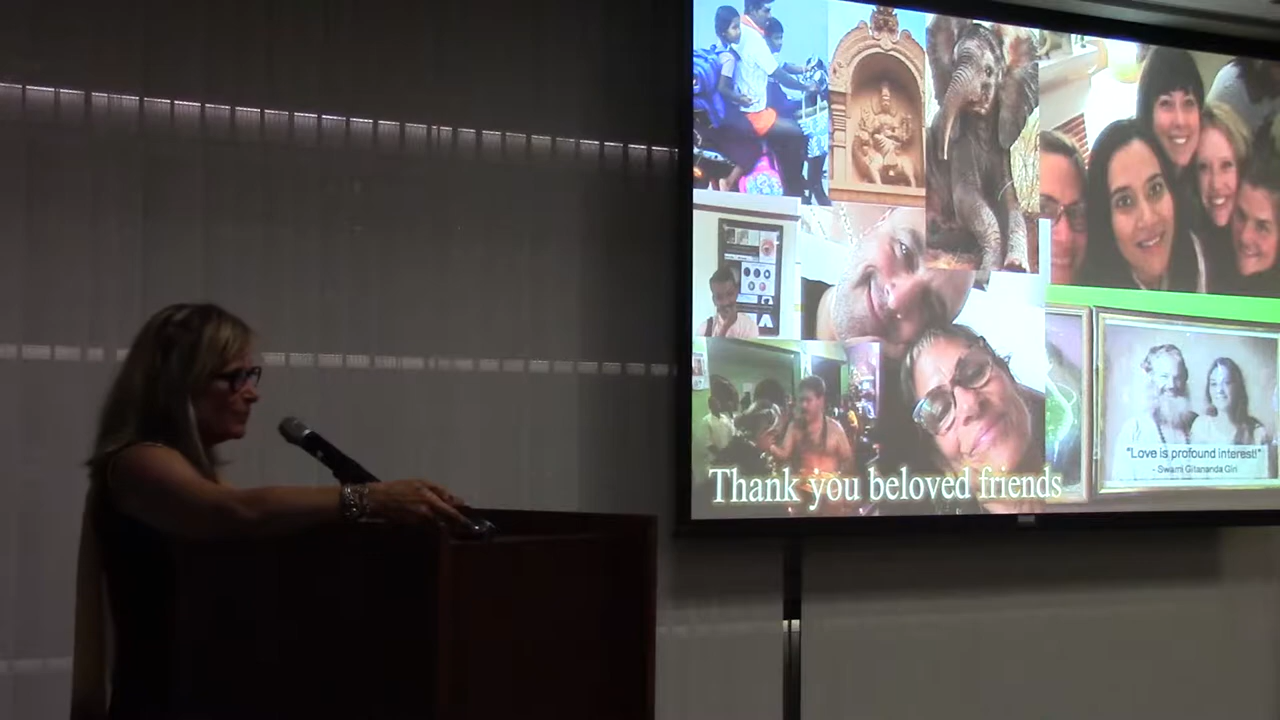 "Love is profound interest!"
- Swami Gitananda Giri
Thank you beloved friends